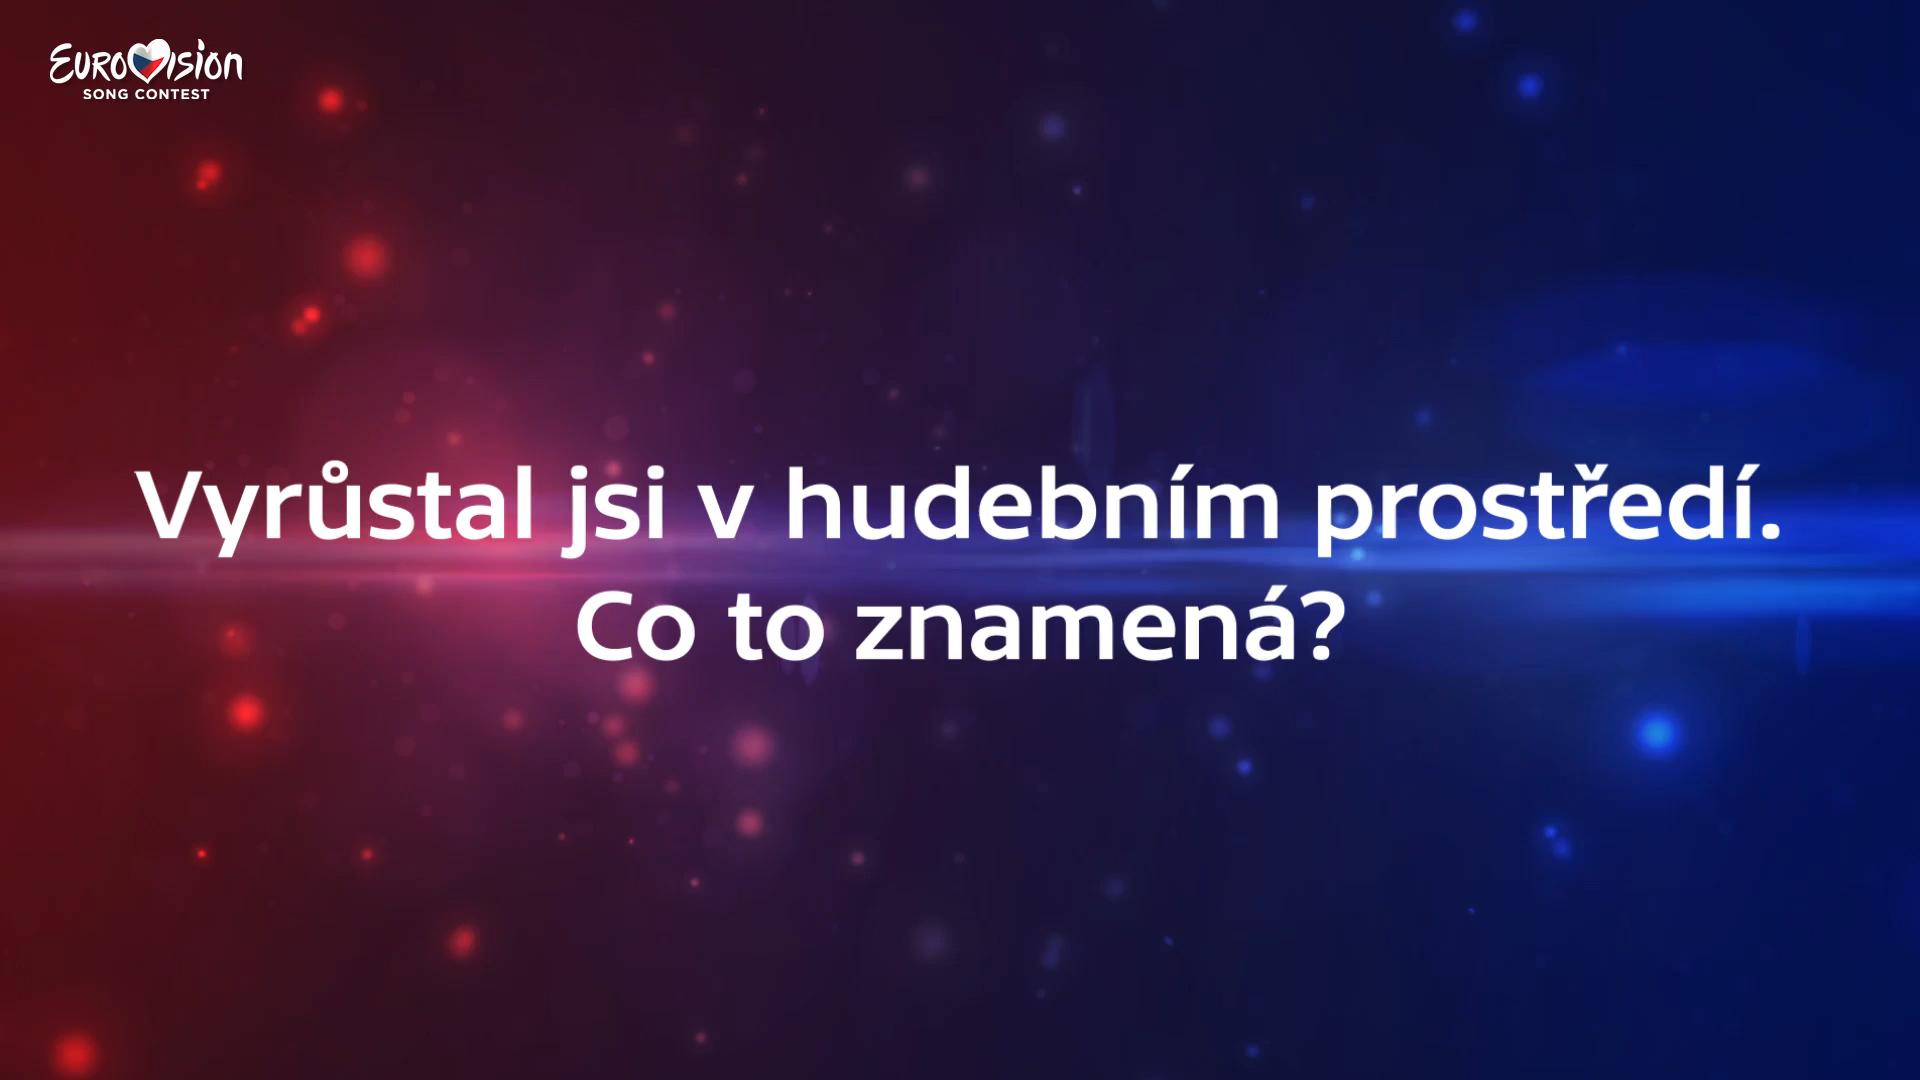 EUROVISION
SONG CONTEST
Vyrůstal jsi v hudebním prostředí.
Co to znamená?